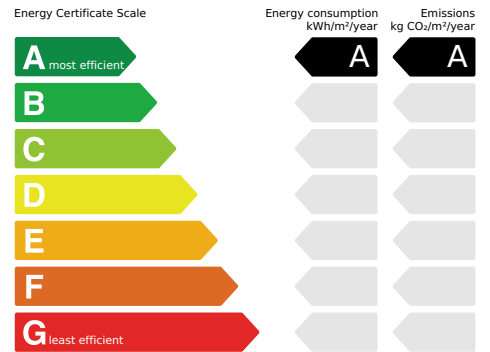 Energy Certificate Scale
Energy consumption
kWh/m²/year
Emissions
kg CO₂/m²/year
A most efficient
A
A
B
C
D
E
F
G least efficient